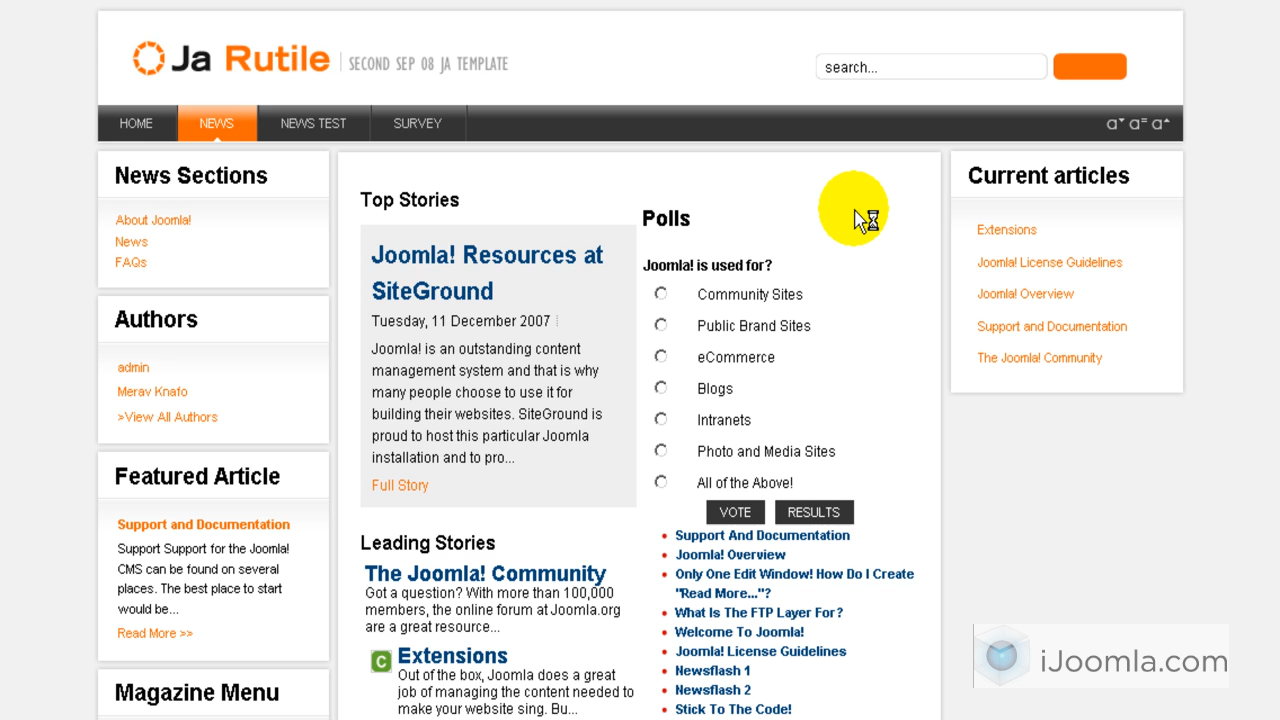 Ja Rutile
SECOND SEP 08 JA TEMPLATE
search...
HOME
NEWS
NEWS TEST
SURVEY
a a a
News Sections
About Joomla!
News
FAQs
Authors
admin
Merav Knafo
>View All Authors
Featured Article
Support and Documentation
Support Support for the Joomla!
CMS can be found on several
places. The best place to start
would be...
Read More >>
Magazine Menu
Top Stories
Joomla! Resources at
SiteGround
Tuesday, 11 December 2007
Joomla! is an outstanding content
management system and that is why
many people choose to use it for
building their websites. SiteGround is
proud to host this particular Joomla
installation and to pro...
Full Story
Leading Stories
The Joomla! Community
Got a question? With more than 100,000
members, the online forum at Joomla.org
are a great resource...
C
Extensions
Out of the box, Joomla does a great
job of managing the content needed to
make your website sing. Bu...
Polls
Joomla! is used for?
Community Sites
Public Brand Sites
eCommerce
Blogs
Intranets
Photo and Media Sites
All of the Above!
VOTE
RESULTS
Support And Documentation
Joomla! Overview
Only One Edit Window! How Do I Create
"Read More..."?
What Is The FTP Layer For?
Welcome To Joomla!
Joomla! License Guidelines
Newsflash 1
Newsflash 2
Stick To The Code!
Current articles
Extensions
Joomla! License Guidelines
Joomla! Overview
Support and Documentation
The Joomla! Community
iJoomla.com